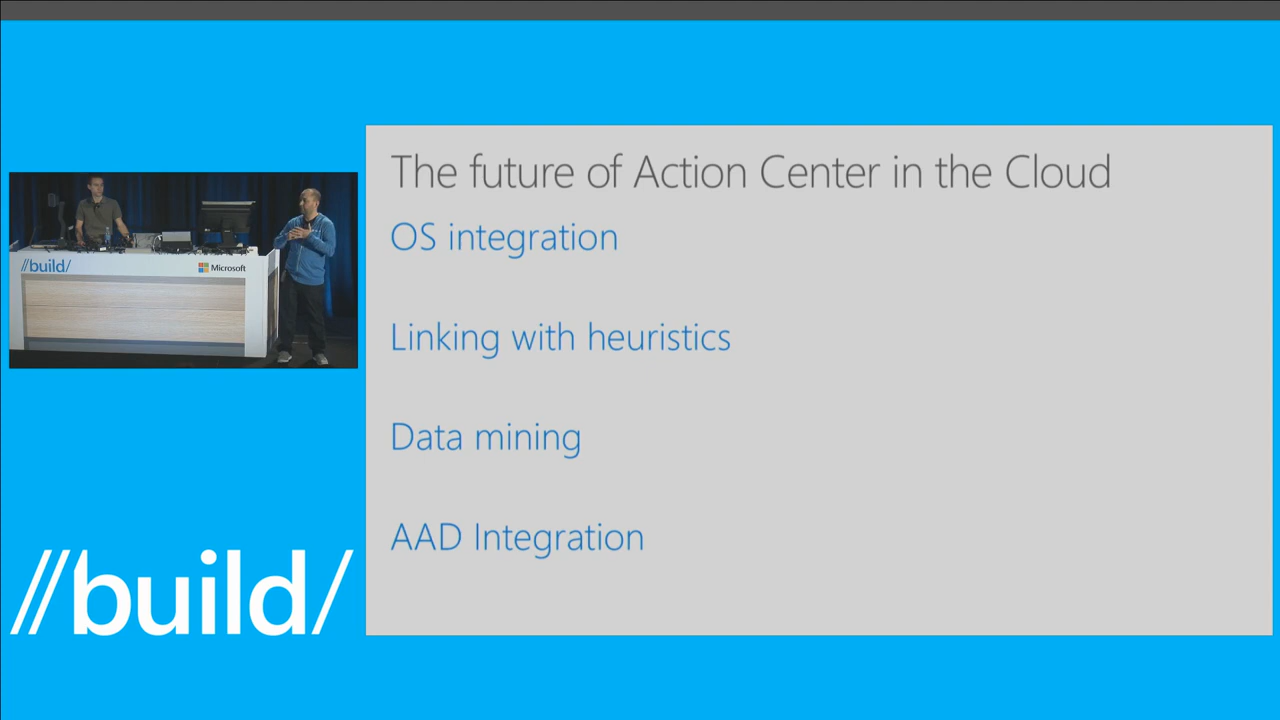 The future of Action Center in the Cloud
OS integration
Linking with heuristics
Data mining
AAD Integration
//build/
Microsoft
//build/